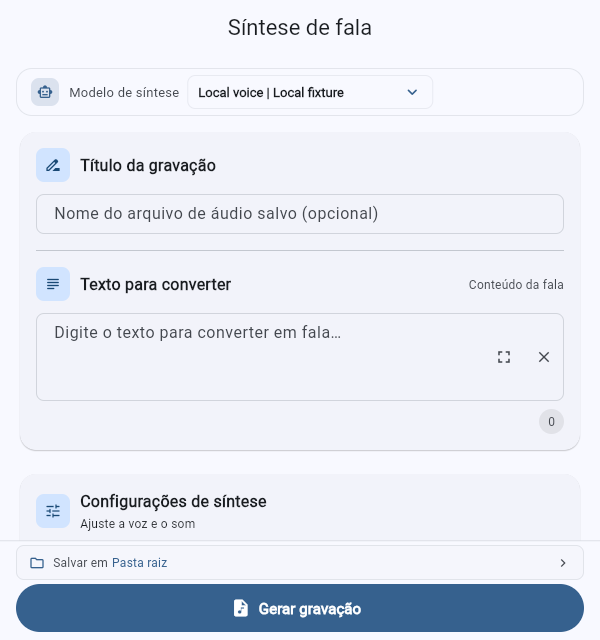 Síntese de fala
Modelo de síntese
Local voice | Local fixture
Título da gravação
Nome do arquivo de áudio salvo (opcional)
Texto para converter
Conteúdo da fala
Digite o texto para converter em fala…
0
Configurações de síntese
Ajuste a voz e o som
Salvar em Pasta raiz
Gerar gravação